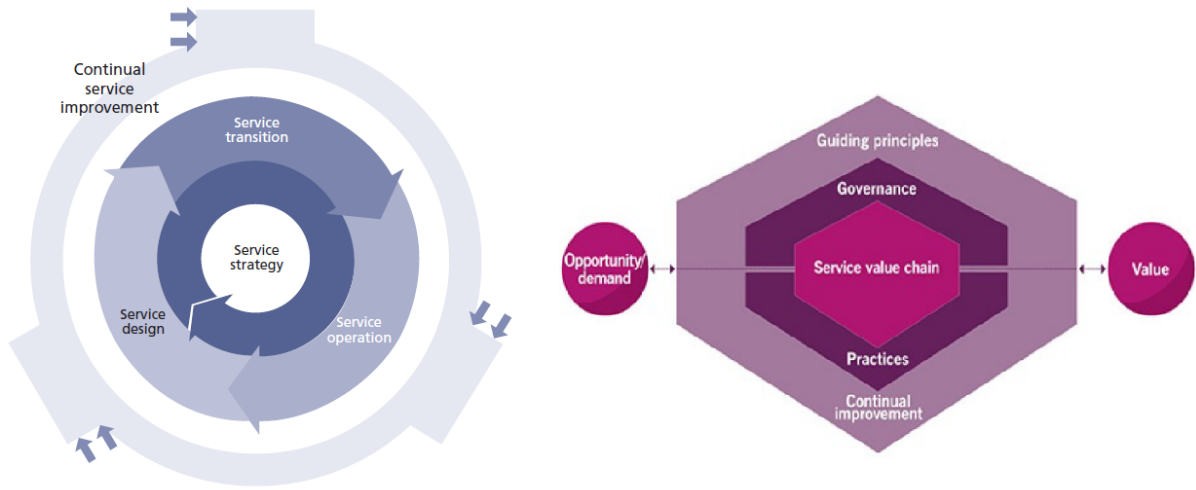 Continual
service
improvement
Service
transition
Service
strategy
Service
design
Service
operation
Guiding principles
Governance
Opportunity/
demand
Service value chain
Value
Practices
Continual
improvement